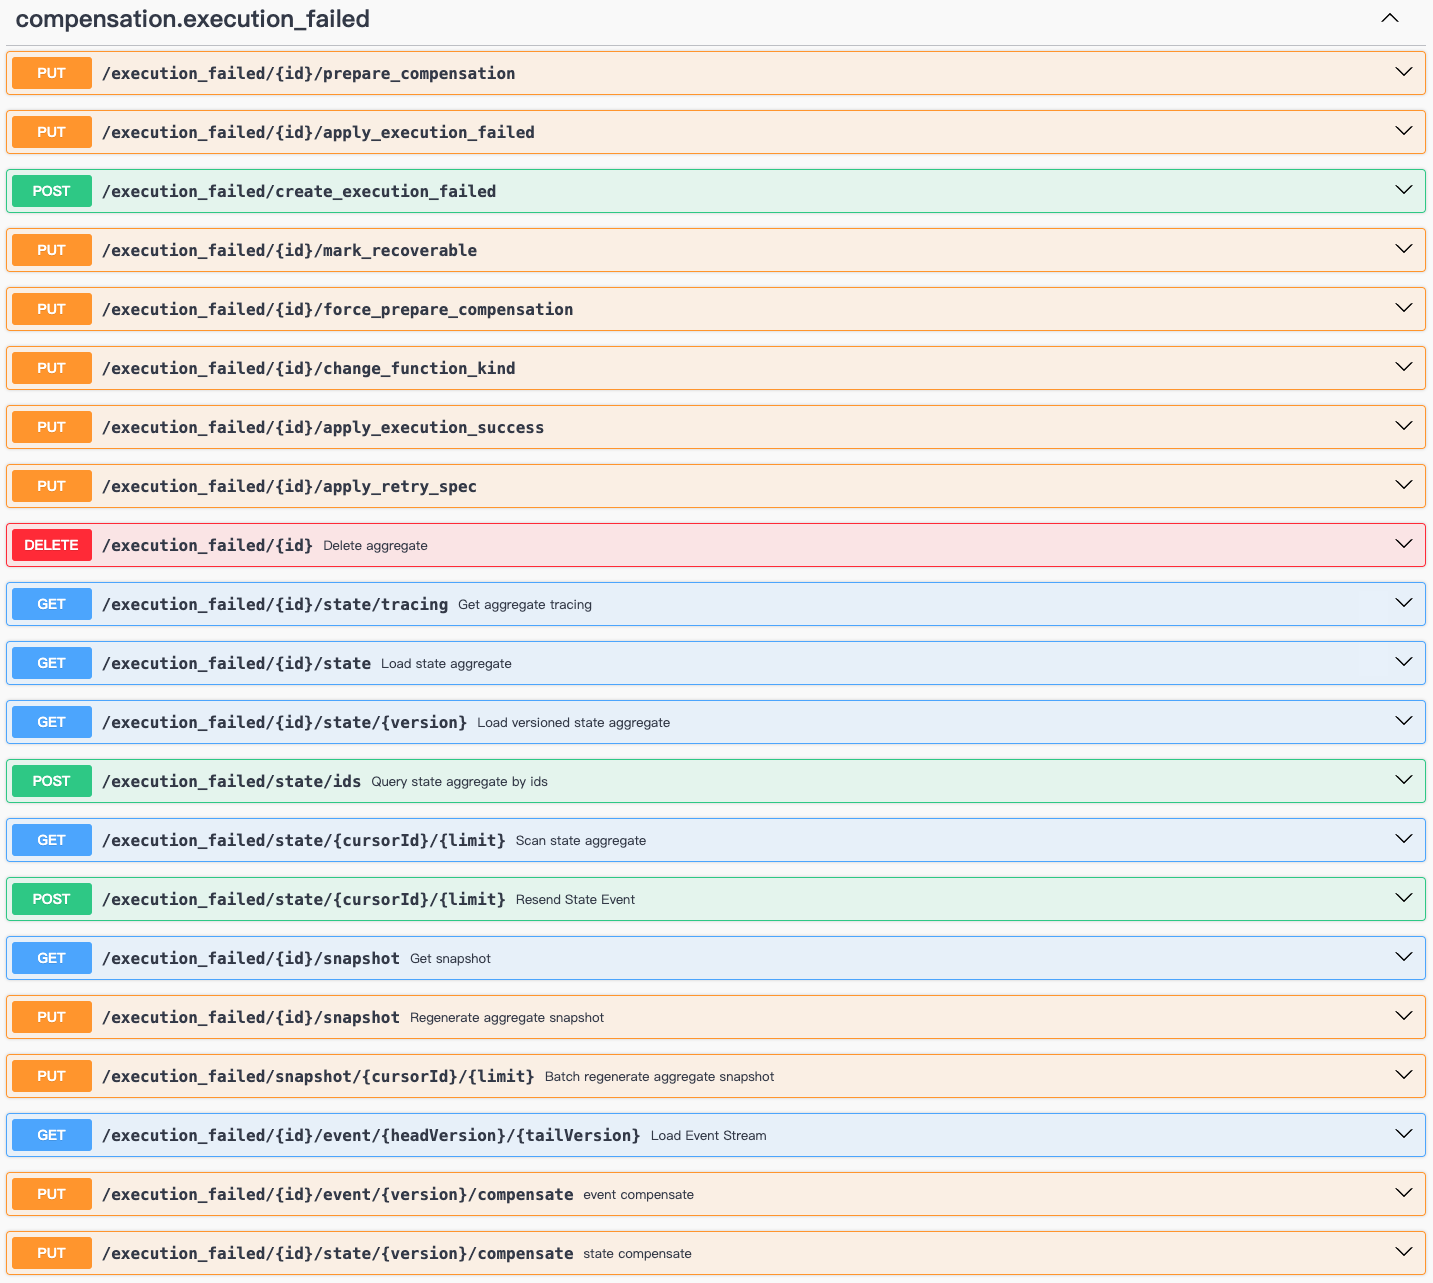 compensation.execution_failed
PUT /execution_failed/{id}/prepare_compensation
PUT /execution_failed/{id}/apply_execution_failed
POST /execution_failed/create_execution_failed
PUT /execution_failed/{id}/mark_recoverable
PUT /execution_failed/{id}/force_prepare_compensation
PUT /execution_failed/{id}/change_function_kind
PUT /execution_failed/{id}/apply_execution_success
PUT /execution_failed/{id}/apply_retry_spec
DELETE /execution_failed/{id} Delete aggregate
GET /execution_failed/{id}/state/tracing Get aggregate tracing
GET /execution_failed/{id}/state Load state aggregate
GET /execution_failed/{id}/state/{version} Load versioned state aggregate
POST /execution_failed/state/ids Query state aggregate by ids
GET /execution_failed/state/{cursorId}/{limit} Scan state aggregate
POST /execution_failed/state/{cursorId}/{limit} Resend State Event
GET /execution_failed/{id}/snapshot Get snapshot
PUT /execution_failed/{id}/snapshot Regenerate aggregate snapshot
PUT /execution_failed/snapshot/{cursorId}/{limit} Batch regenerate aggregate snapshot
GET /execution_failed/{id}/event/{headVersion}/{tailVersion} Load Event Stream
PUT /execution_failed/{id}/event/{version}/compensate event compensate
PUT /execution_failed/{id}/state/{version}/compensate state compensate